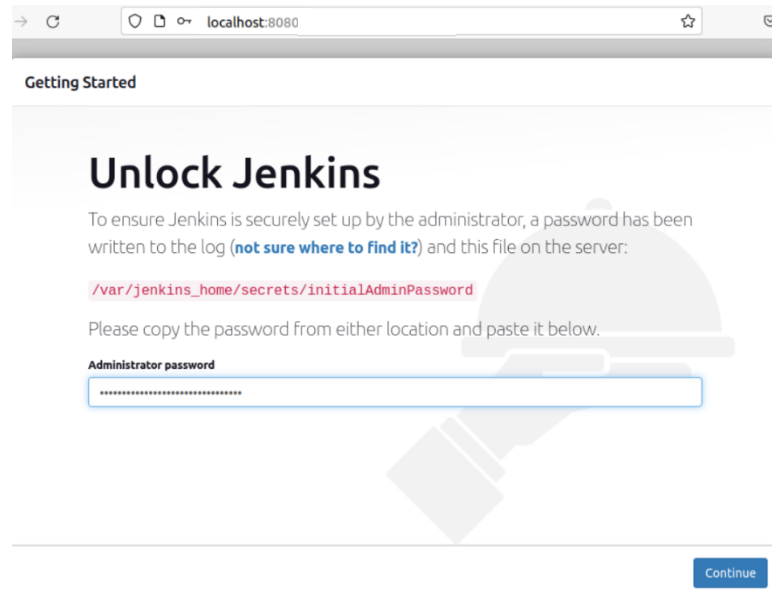 localhost:8080
Getting Started
Unlock Jenkins
To ensure Jenkins is securely set up by the administrator, a password has been
written to the log (not sure where to find it?) and this file on the server:
/var/jenkins_home/secrets/initialAdminPassword
Please copy the password from either location and paste it below.
Administrator password
••••••••••••••••••••••••••••••••
Continue